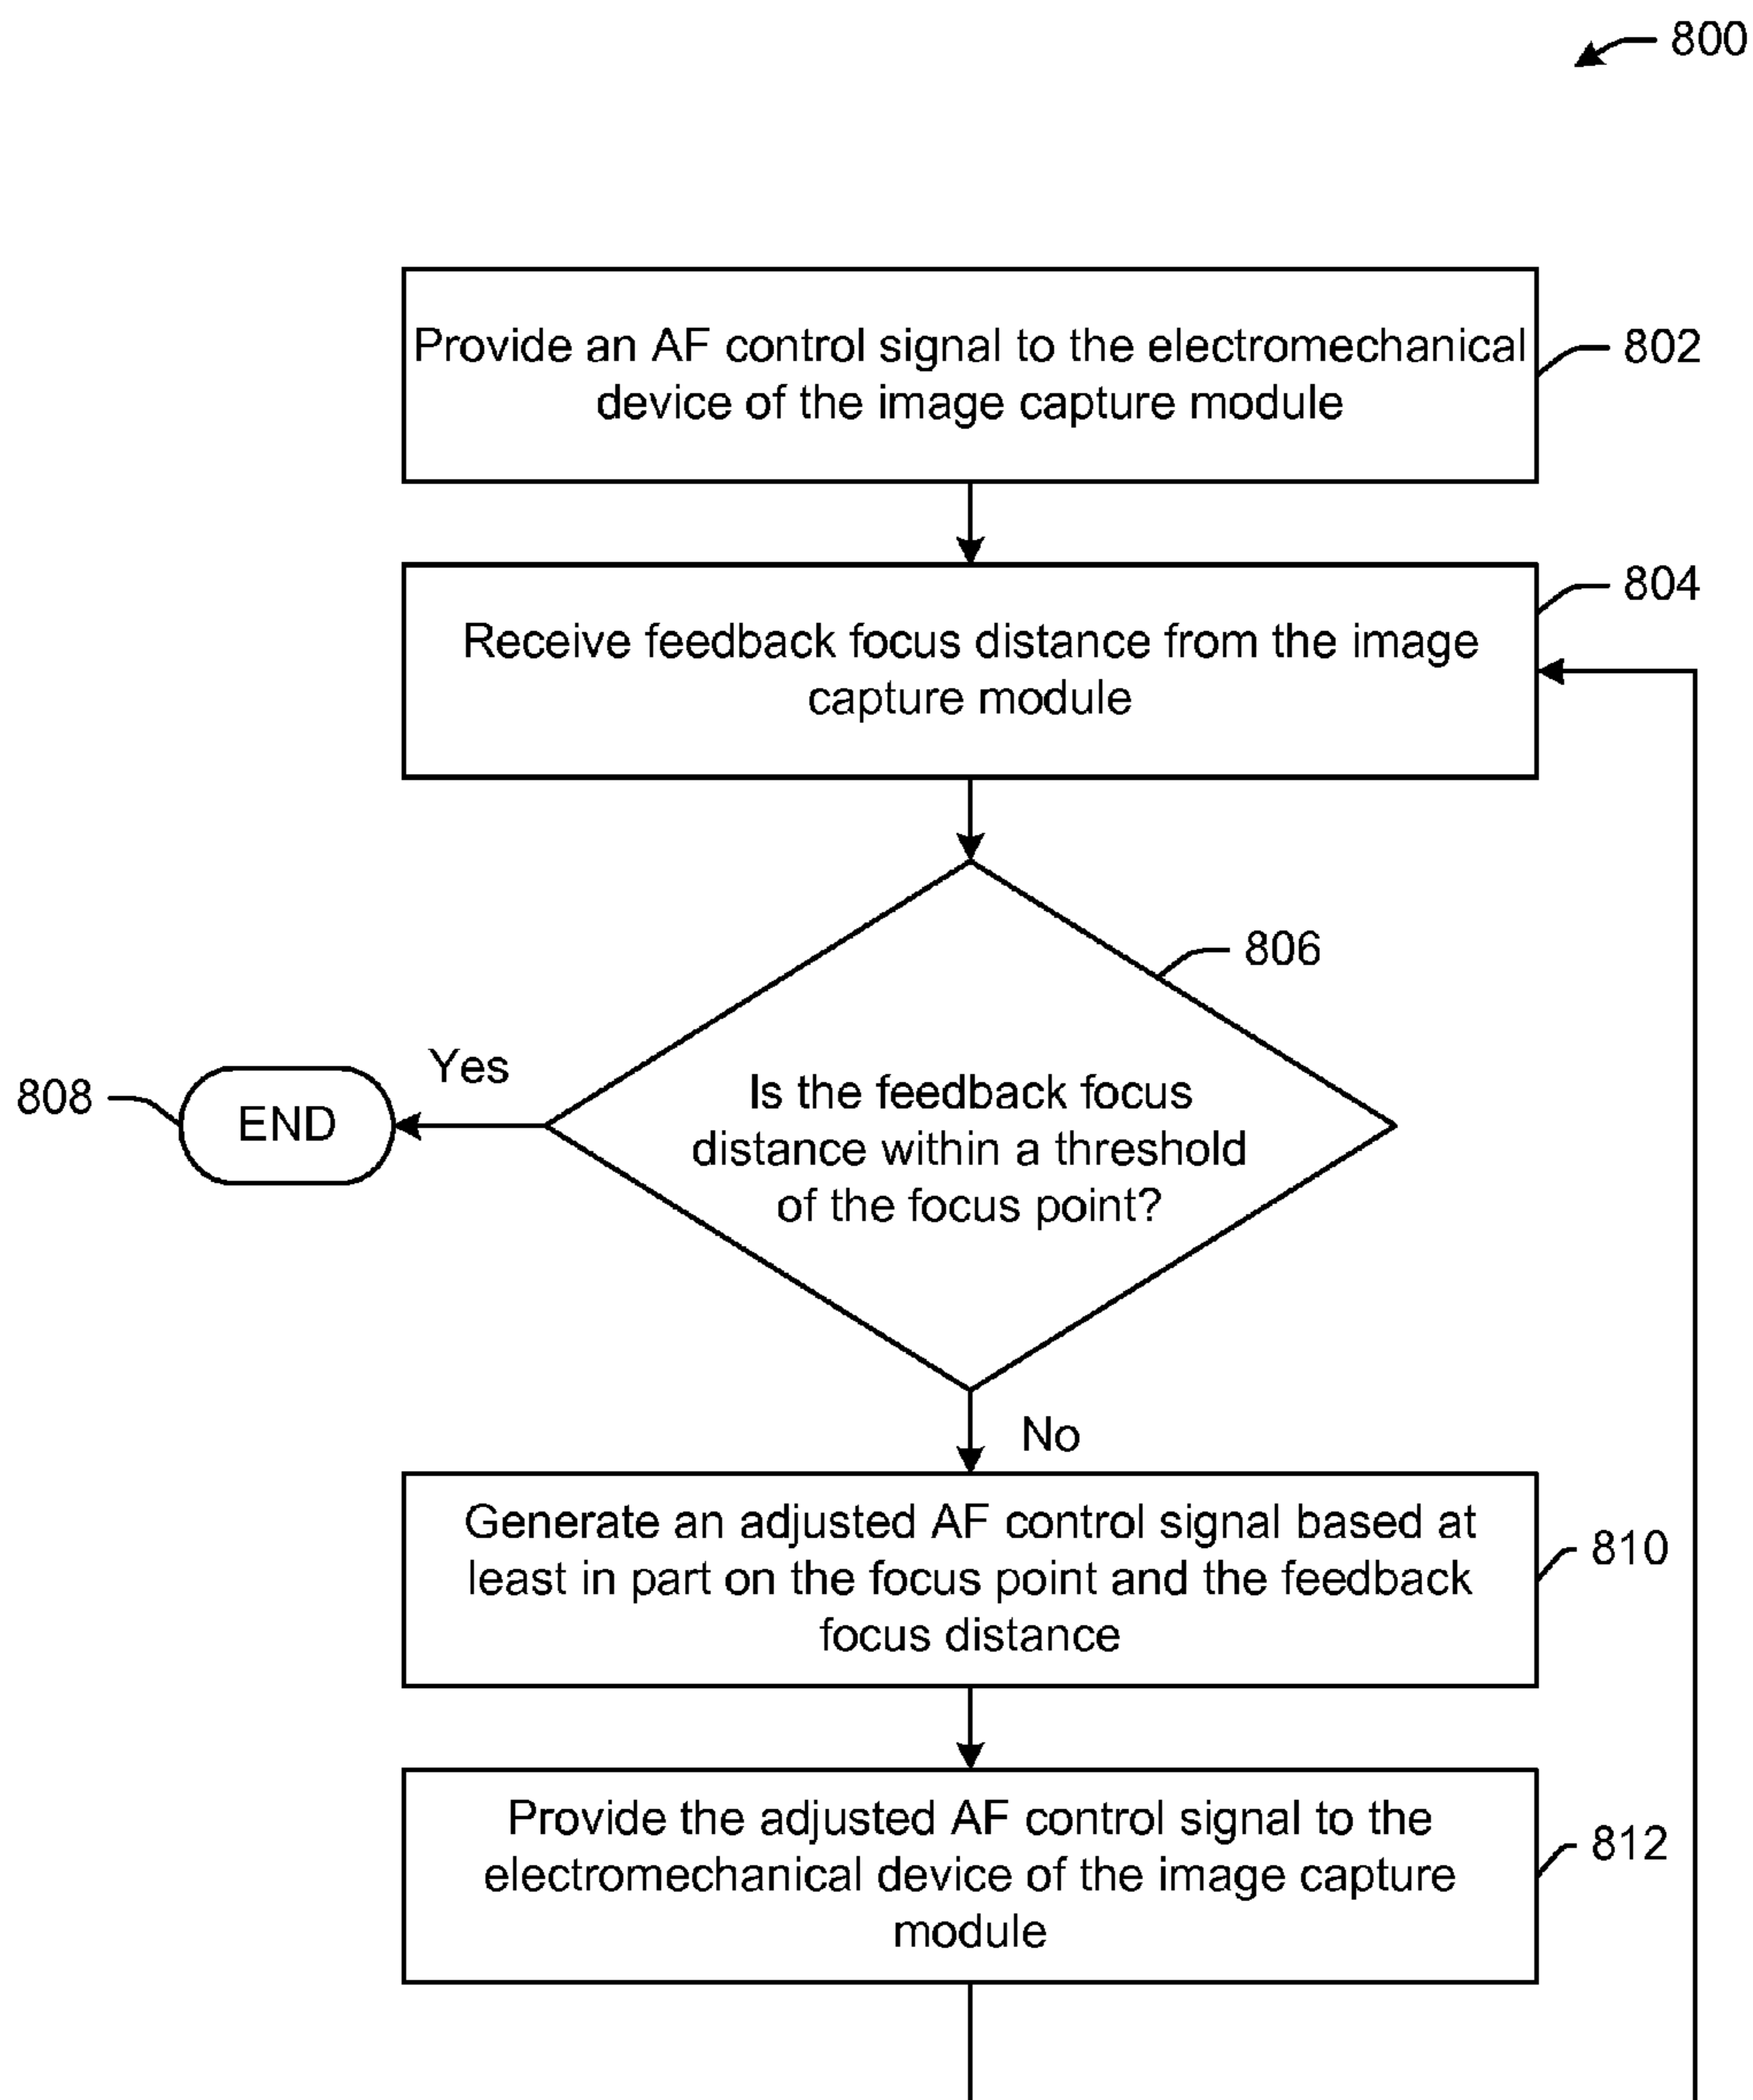 800
Provide an AF control signal to the electromechanical
device of the image capture module
802
Receive feedback focus distance from the image
capture module
804
806
Is the feedback focus
distance within a threshold
of the focus point?
Yes
END
808
No
Generate an adjusted AF control signal based at
least in part on the focus point and the feedback
focus distance
810
Provide the adjusted AF control signal to the
electromechanical device of the image capture
module
812